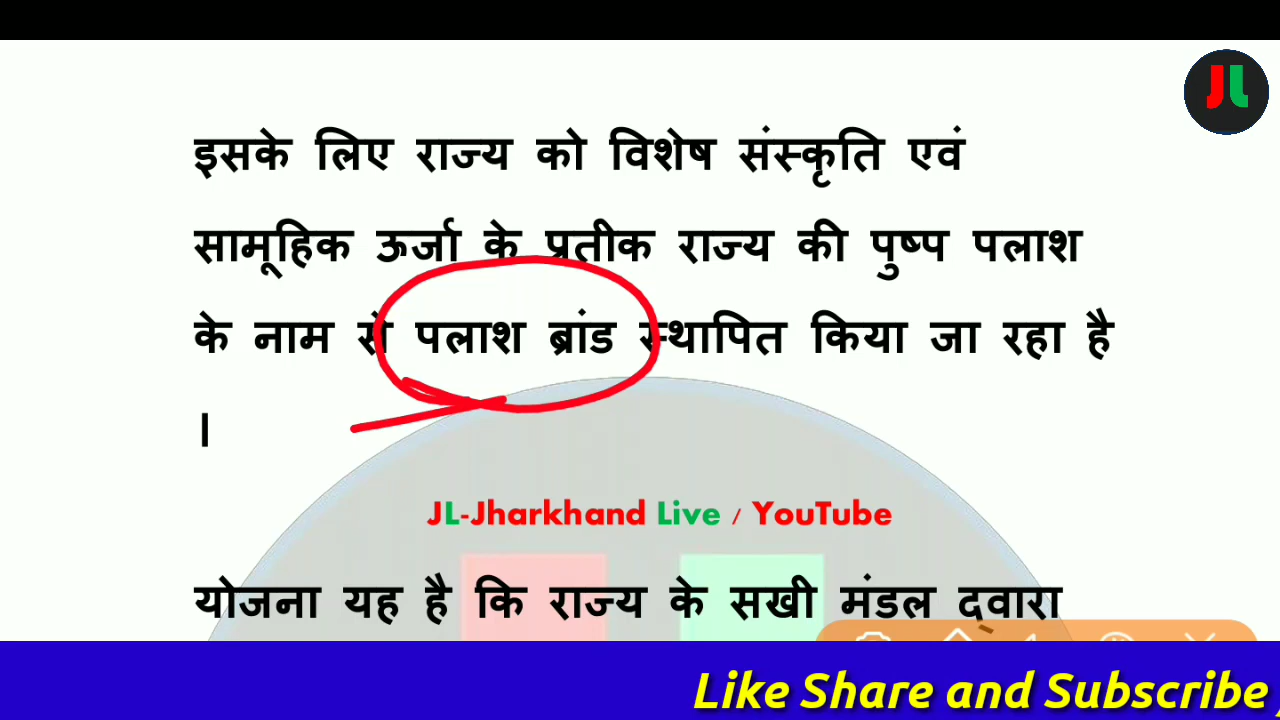 JL
इसके लिए राज्य को विशेष संस्कृति एवं
सामूहिक ऊर्जा के प्रतीक राज्य की पुष्प पलाश
के नाम से पलाश ब्रांड स्थापित किया जा रहा है
।
JL-Jharkhand Live / YouTube
योजना यह है कि राज्य के सखी मंडल द्वारा
Like Share and Subscribe